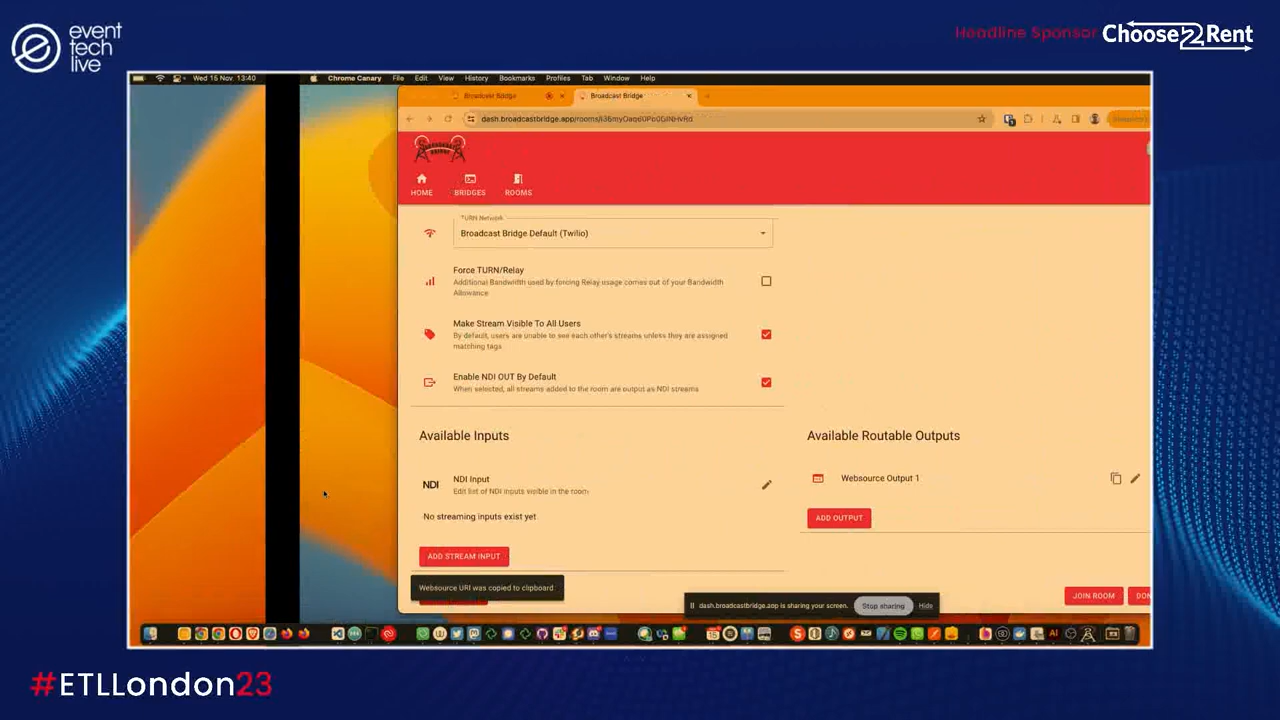 event
tech
live
Headline Sponsor
Choose2Rent
Wed 15 Nov 13:40
Chrome Canary File Edit View History Bookmarks Profiles Tab Window Help
Broadcast Bridge
Broadcast Bridge
HOME
BRIDGES
ROOMS
TURN Network
Broadcast Bridge Default (Twilio)
Force TURN/Relay
Additional Bandwidth used by forcing Relay usage comes out of your Bandwidth
Allowance
Make Stream Visible To All Users
By default, users are unable to see each other's streams unless they are assigned
matching tags
Enable NDI OUT By Default
When selected, all streams added to the room are output as NDI streams
Available Inputs
Available Routable Outputs
NDI
NDI Input
Edit list of NDI inputs visible in the room
Websource Output 1
No streaming inputs exist yet
ADD OUTPUT
ADD STREAM INPUT
Websource URI was copied to clipboard
JOIN ROOM
DON
dash.broadcastbridge.app is sharing your screen.
Stop sharing
Hide
#ETLLondon23